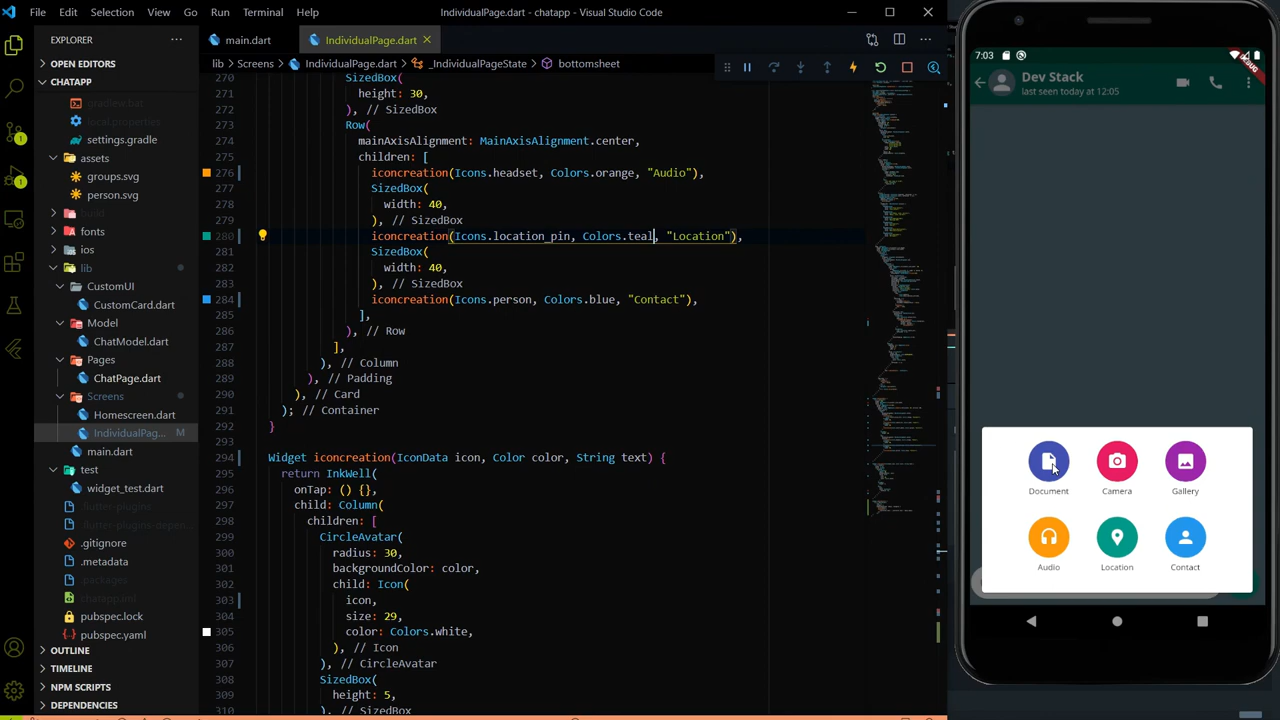 File Edit Selection View Go Run Terminal Help
IndividualPage.dart - chatapp - Visual Studio Code
EXPLORER
OPEN EDITORS
CHATAPP
gradlew.bat
local.properties
settings.gradle
assets
groups.svg
person.svg
build
fonts
ios
lib
CustomUI
CustomCard.dart
Model
ChatModel.dart
Pages
ChatPage.dart
Screens
Homescreen.dart
IndividualPag... M
main.dart
test
widget_test.dart
.flutter-plugins
.flutter-plugins-depen...
.gitignore
.metadata
.packages
chatapp.iml
pubspec.lock
pubspec.yaml
OUTLINE
TIMELINE
NPM SCRIPTS
DEPENDENCIES
main.dart
IndividualPage.dart
lib > Screens > IndividualPage.dart > _IndividualPageState > bottomsheet
270 SizedBox(
271 height: 30,
272 ), // SizedBox
273 Row(
274 mainAxisAlignment: MainAxisAlignment.center,
275 children: [
276 iconcreation(Icons.headset, Colors.orange, "Audio"),
277 SizedBox(
278 width: 40,
279 ), // SizedBox
280 iconcreation(Icons.location_pin, Colors.teal, "Location"),
281 SizedBox(
282 width: 40,
283 ), // SizedBox
284 iconcreation(Icons.person, Colors.blue, "Contact"),
285 ],
286 ), // Row
287 ],
288 ), // Column
289 ), // Padding
290 ), // Card
291 ); // Container
292 }
293
294 Widget iconcreation(IconData icon, Color color, String text) {
295 return InkWell(
296 onTap: () {},
297 child: Column(
298 children: [
299 CircleAvatar(
300 radius: 30,
301 backgroundColor: color,
302 child: Icon(
303 icon,
304 size: 29,
305 color: Colors.white,
306 ), // Icon
307 ), // CircleAvatar
308 SizedBox(
309 height: 5,
310 ), // SizedBox
7:03
DEBUG
Dev Stack
last seen today at 12:05
Document Camera Gallery
Audio Location Contact